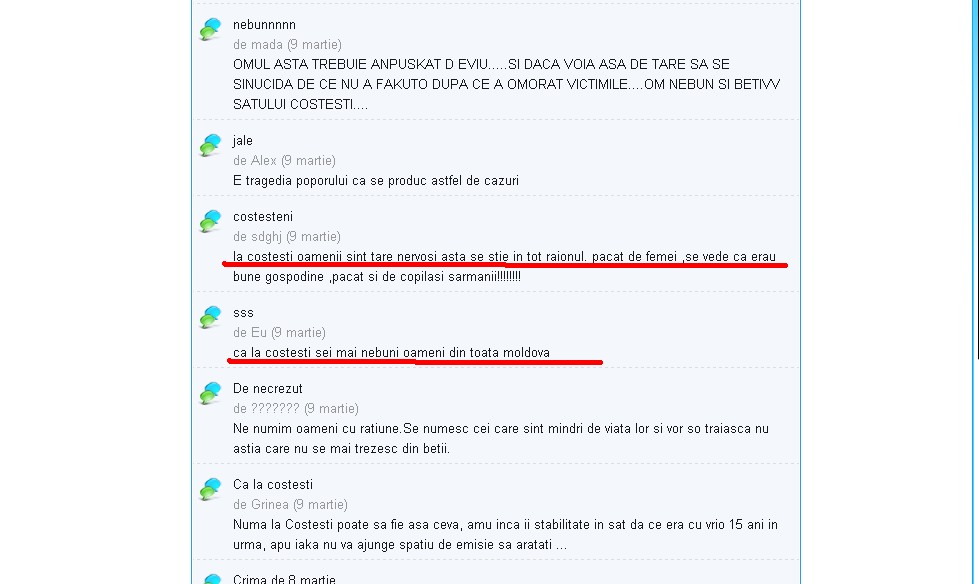 nebunnnnn
de mada (9 martie)
OMUL ASTA TREBUIE ANPUSKAT D EVIU.....SI DACA VOIA ASA DE TARE SA SE
SINUCIDA DE CE NU A FAKUTO DUPA CE A OMORAT VICTIMILE....OM NEBUN SI BETIVV
SATULUI COSTESTI....
jale
de Alex (9 martie)
E tragedia poporului ca se produc astfel de cazuri
costesteni
de sdghj (9 martie)
la costesti oamenii sint tare nervosi asta se stie in tot raionul. pacat de femei ,se vede ca erau
bune gospodine ,pacat si de copilasi sarmanii!!!!!!!!
sss
de Eu (9 martie)
ca la costesti sei mai nebuni oameni din toata moldova
De necrezut
de ??????? (9 martie)
Ne numim oameni cu ratiune.Se numesc cei care sint mindri de viata lor si vor so traiasca nu
astia care nu se mai trezesc din betii.
Ca la costesti
de Grinea (9 martie)
Numa la Costesti poate sa fie asa ceva, amu inca ii stabilitate in sat da ce era cu vrio 15 ani in
urma, apu iaka nu va ajunge spatiu de emisie sa aratati ...
Crima de 8 martie